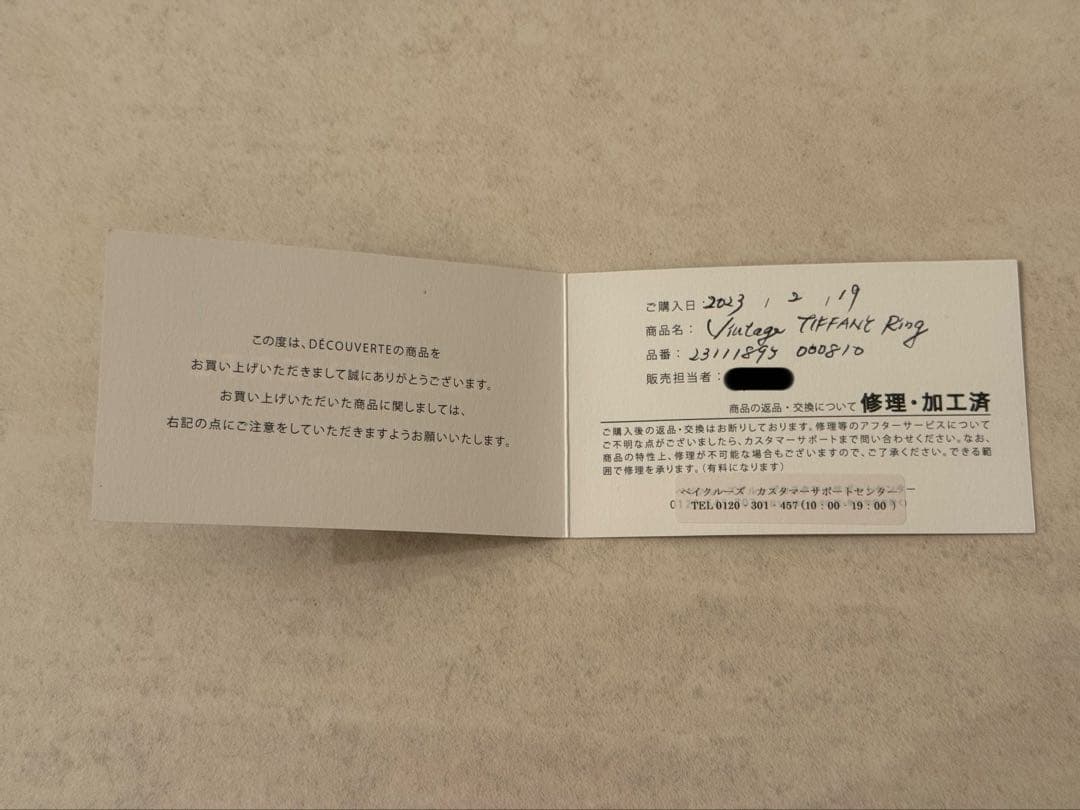 この度は、DÉCOUVERTEの商品を
お買い上げいただきまして誠にありがとうございます。
お買い上げいただいた商品に関しましては、
右記の点にご注意をしていただきますようお願いいたします。
ご購入日:2023 , 2 , 19
商品名: Vintage TIFFANY Ring
品番: 23111895 000810
販売担当者:
商品の返品・交換について 修理・加工済
ご購入後の返品・交換はお断りしております。修理等のアフターサービスについて
ご不明な点がございましたら、カスタマーサポートまで問い合わせください。なお、
商品の特性上、修理が不可能な場合もございますので、ご了承ください。できる範
囲で修理を承ります。(有料になります)
ベイクルーズ カスタマーサポートセンター
TEL 0120-301-457(10:00-19:00)